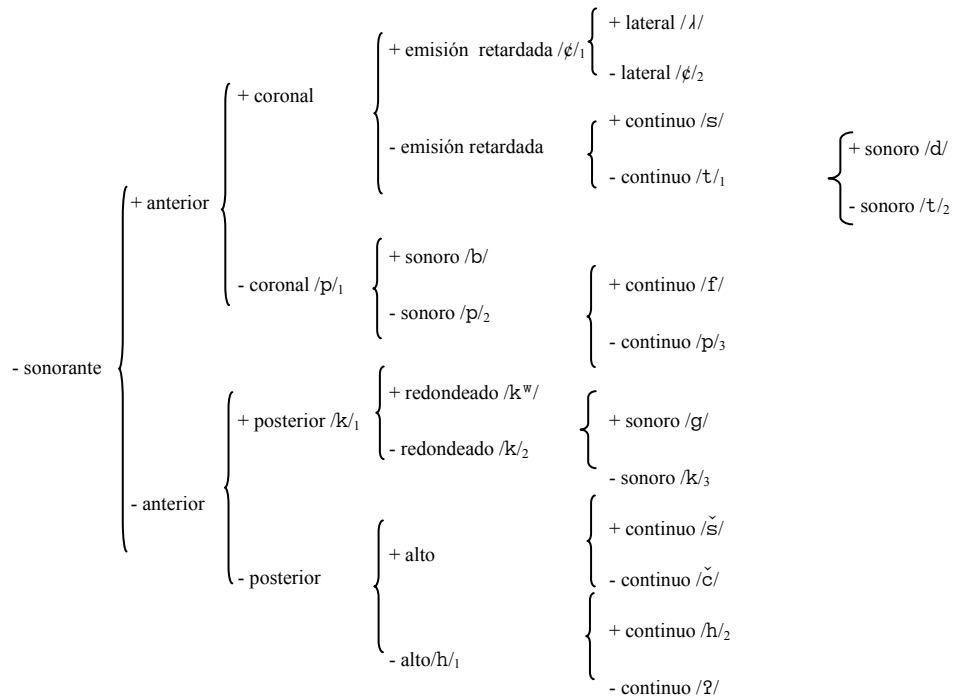 + lateral /ƛ/
+ emisión retardada /¢/₁
- lateral /¢/₂
+ coronal
+ continuo /s/
- emisión retardada
+ sonoro /d/
- continuo /t/₁
+ anterior
- sonoro /t/₂
+ sonoro /b/
- coronal /p/₁
+ continuo /f/
- sonoro /p/₂
- continuo /p/₃
- sonorante
+ redondeado /kʷ/
+ posterior /k/₁
+ sonoro /g/
- redondeado /k/₂
- sonoro /k/₃
- anterior
+ continuo /š/
+ alto
- posterior
- continuo /č/
+ continuo /h/₂
- alto/h/₁
- continuo /ʔ/